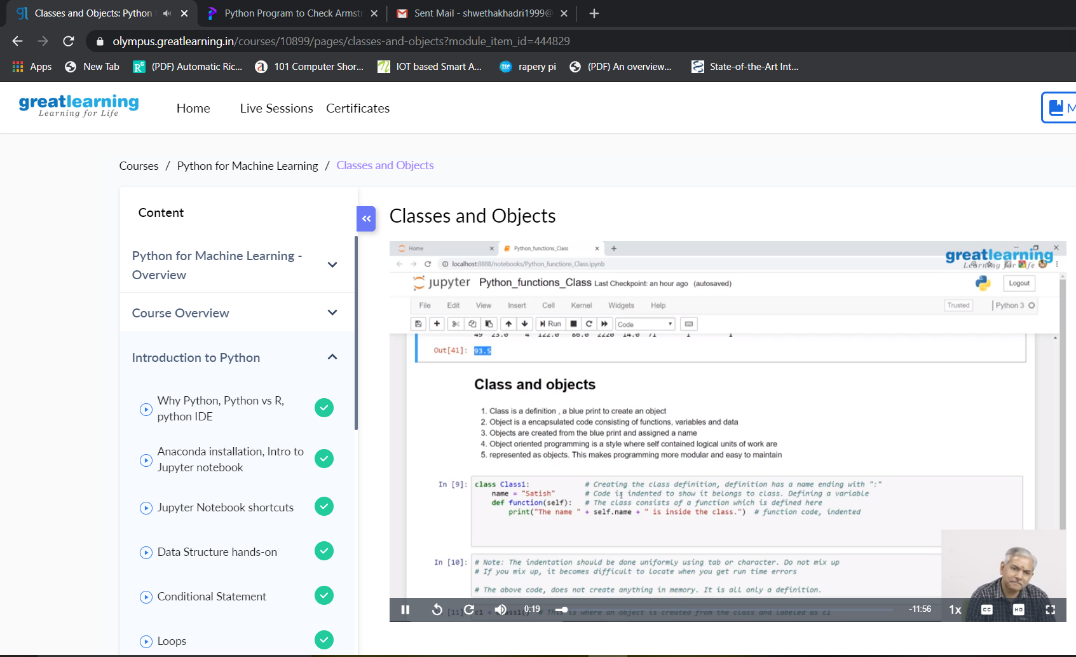 Classes and Objects: Python
Python Program to Check Armstr
Sent Mail - shwethakhadri1999@
olympus.greatlearning.in/courses/10899/pages/classes-and-objects?module_item_id=444829
Apps
New Tab
(PDF) Automatic Ric...
101 Computer Shor...
IOT based Smart A...
rapery pi
(PDF) An overview...
State-of-the-Art Int...
greatlearning
Learning for Life
Home
Live Sessions
Certificates
M
Courses / Python for Machine Learning / Classes and Objects
Content
Python for Machine Learning -
Overview
Course Overview
Introduction to Python
Why Python, Python vs R,
python IDE
Anaconda installation, Intro to
Jupyter notebook
Jupyter Notebook shortcuts
Data Structure hands-on
Conditional Statement
Loops
Classes and Objects
Home
Python_functions_Class
localhost:8888/notebooks/Python_functions_Class.ipynb
greatlearning
Learning for Life
jupyter Python_functions_Class Last Checkpoint: an hour ago (autosaved)
Logout
File Edit View Insert Cell Kernel Widgets Help
Trusted
Python 3
Run
Code
Out[41]: 93.5
Class and objects
1. Class is a definition , a blue print to create an object
2. Object is a encapsulated code consisting of functions, variables and data
3. Objects are created from the blue print and assigned a name
4. Object oriented programming is a style where self contained logical units of work are
5. represented as objects. This makes programming more modular and easy to maintain
In [9]: class Class1: # Creating the class definition, definition has a name ending with ":"
name = "Satish" # Code is indented to show it belongs to class. Defining a variable
def function(self): # The class consists of a function which is defined here
print("The name " + self.name + " is inside the class.") # function code, indented
In [10]: # Note: The indentation should be done uniformly using tab or character. Do not mix up
# If you mix up, it becomes difficult to locate when you get run time errors
# The above code, does not create anything in memory. It is all only a definition.
0:19
-11:56
1x
CC
HD